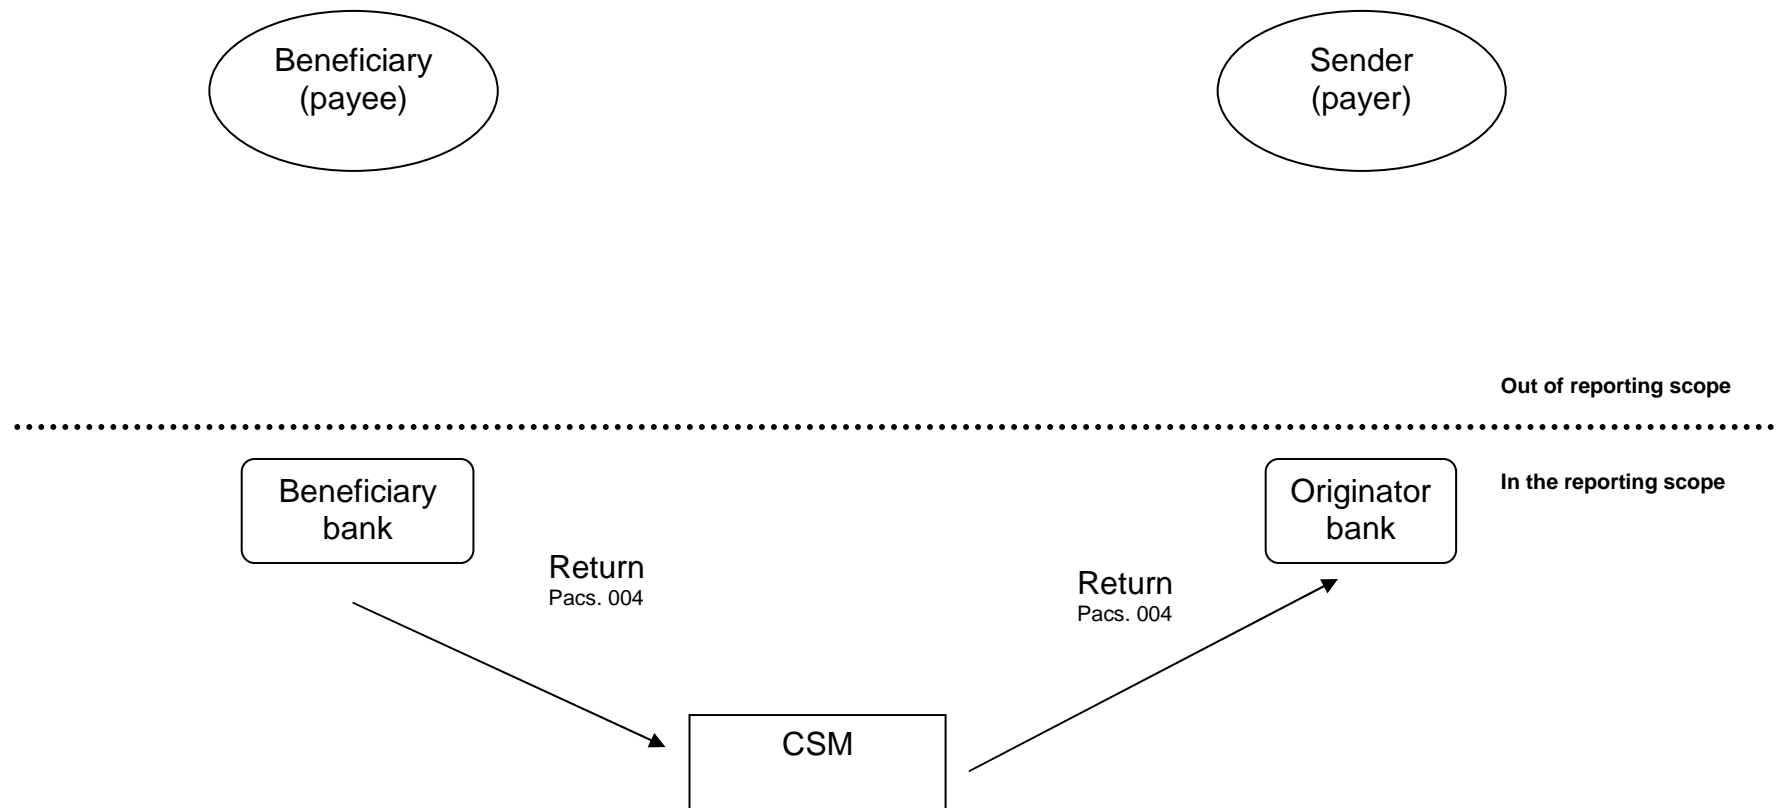 Beneficiary
(payee)
Sender
(payer)
Out of reporting scope
Beneficiary
bank
Originator
bank
In the reporting scope
Return
Pacs. 004
Return
Pacs. 004
CSM